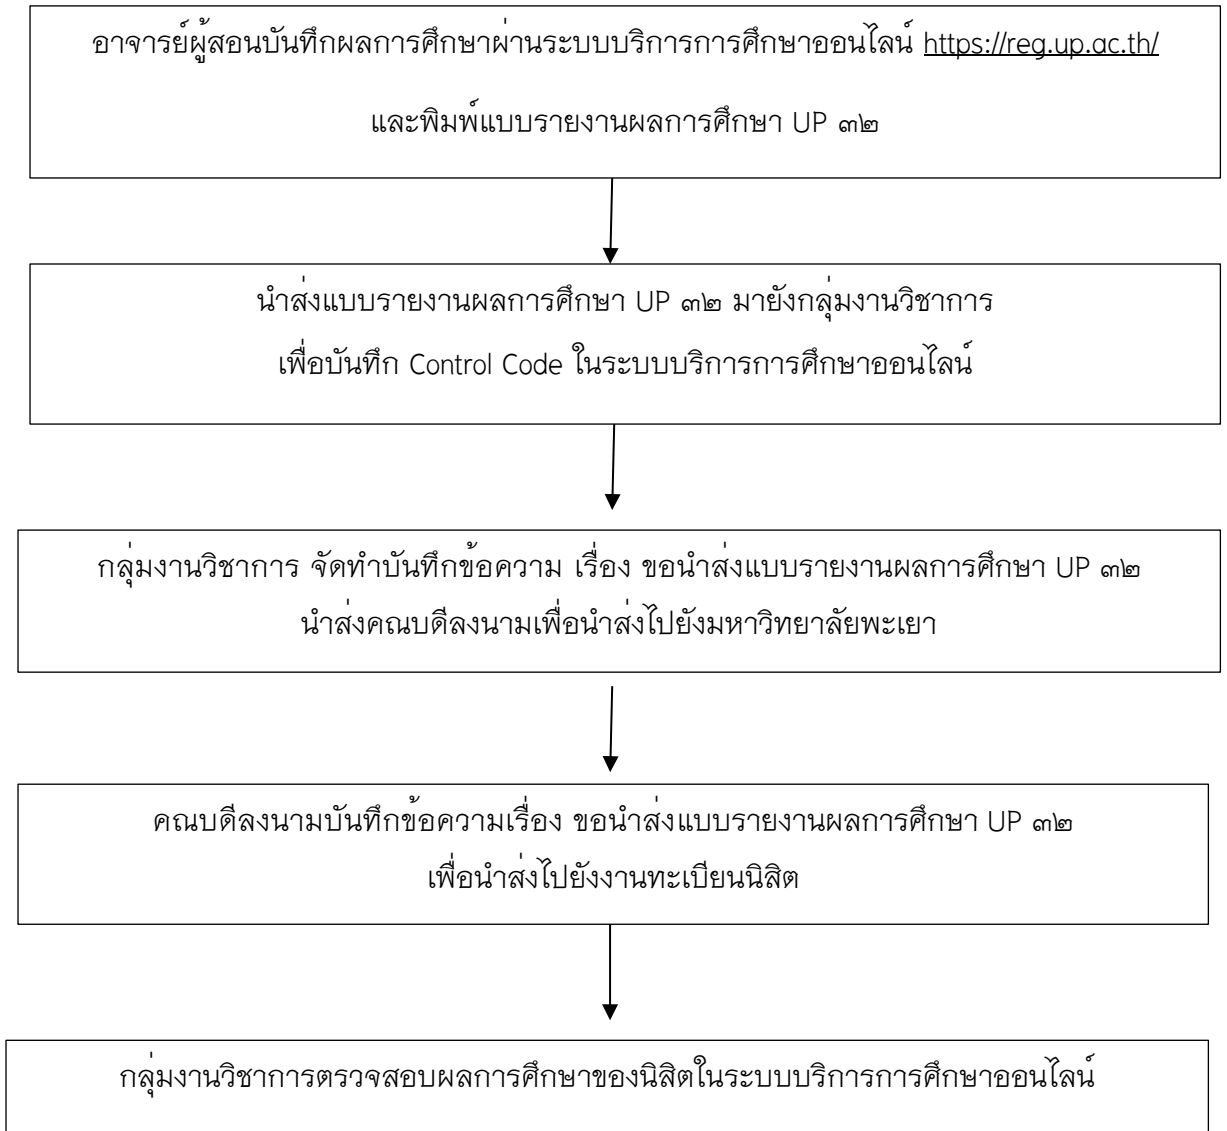 อาจารย์ผู้สอนบันทึกผลการศึกษาผ่านระบบบริการการศึกษาออนไลน์ https://reg.up.ac.th/
และพิมพ์แบบรายงานผลการศึกษา UP ๓๒
นำส่งแบบรายงานผลการศึกษา UP ๓๒ มายังกลุ่มงานวิชาการ
เพื่อบันทึก Control Code ในระบบบริการการศึกษาออนไลน์
กลุ่มงานวิชาการ จัดทำบันทึกข้อความ เรื่อง ขอนำส่งแบบรายงานผลการศึกษา UP ๓๒
นำส่งคณบดีลงนามเพื่อนำส่งไปยังมหาวิทยาลัยพะเยา
คณบดีลงนามบันทึกข้อความเรื่อง ขอนำส่งแบบรายงานผลการศึกษา UP ๓๒
เพื่อนำส่งไปยังงานทะเบียนนิสิต
กลุ่มงานวิชาการตรวจสอบผลการศึกษาของนิสิตในระบบบริการการศึกษาออนไลน์